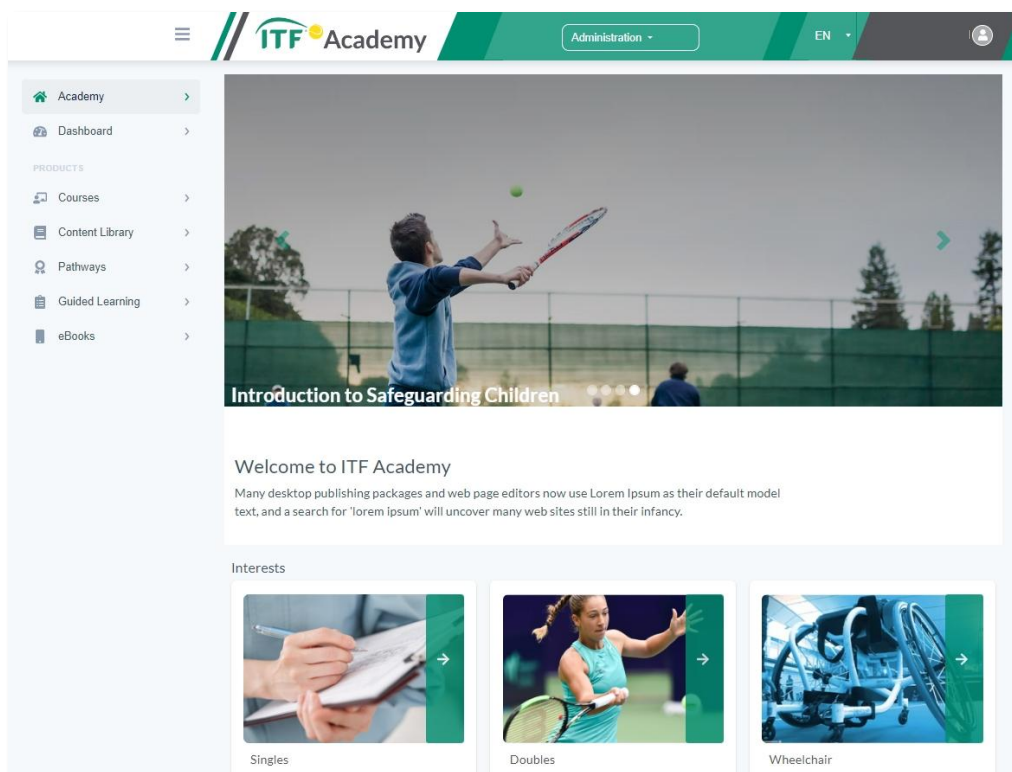 ITF Academy
Administration
EN
Academy
Dashboard
PRODUCTS
Courses
Content Library
Pathways
Guided Learning
eBooks
Introduction to Safeguarding Children
Welcome to ITF Academy
Many desktop publishing packages and web page editors now use Lorem Ipsum as their default model
text, and a search for 'lorem ipsum' will uncover many web sites still in their infancy.
Interests
Singles
Doubles
Wheelchair